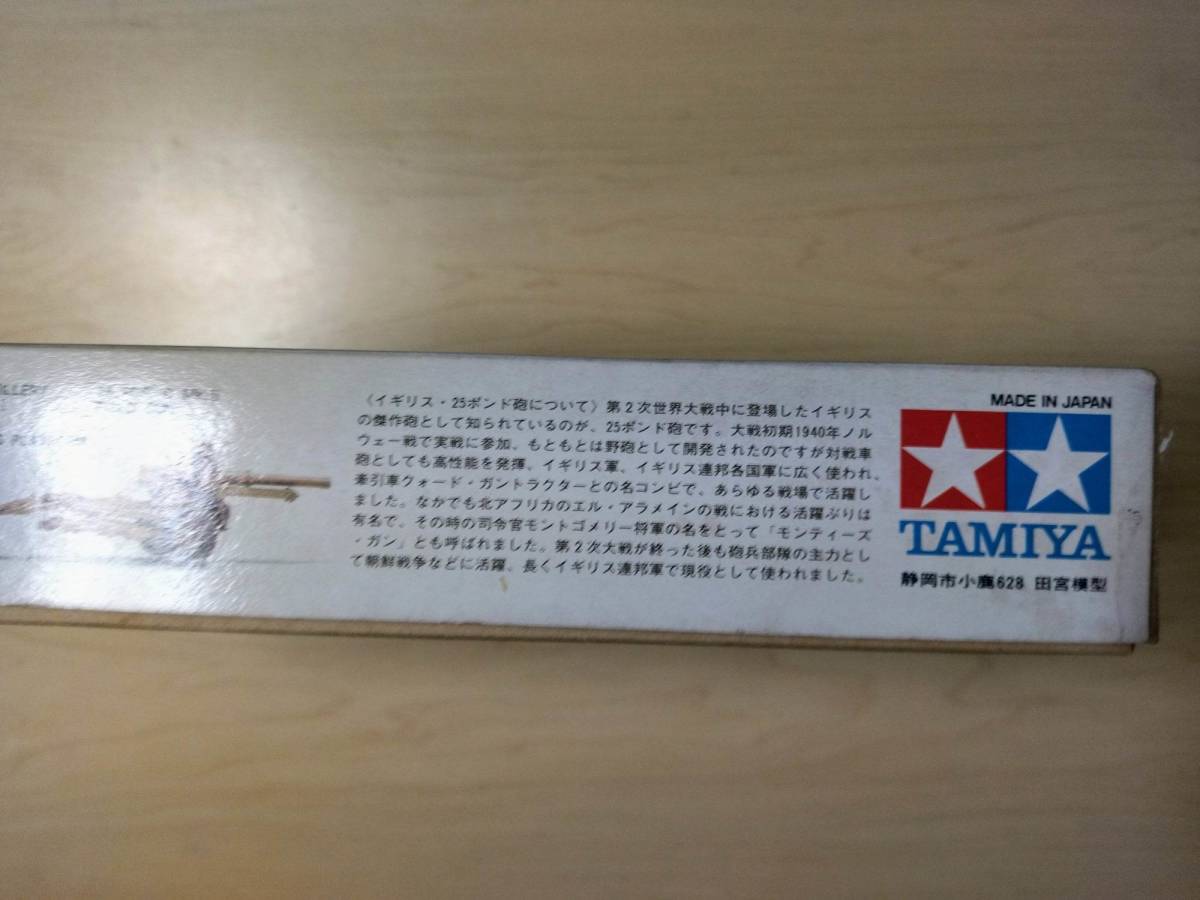 〈イギリス・25ポンド砲について〉第2次世界大戦中に登場したイギリス
の傑作砲として知られているのが、25ポンド砲です。大戦初期1940年ノル
ウェー戦で実戦に参加。もともとは野砲として開発されたのですが対戦車
砲としても高性能を発揮、イギリス軍、イギリス連邦各国軍に広く使われ、
牽引車クォード・ガントラクターとの名コンビで、あらゆる戦場で活躍し
ました。なかでも北アフリカのエル・アラメインの戦における活躍ぶりは
有名で、その時の司令官モントゴメリー将軍の名をとって「モンティーズ
・ガン」とも呼ばれました。第2次大戦が終った後も砲兵部隊の主力とし
て朝鮮戦争などに活躍、長くイギリス連邦軍で現役として使われました。
MADE IN JAPAN
TAMIYA
静岡市小鹿628 田宮模型